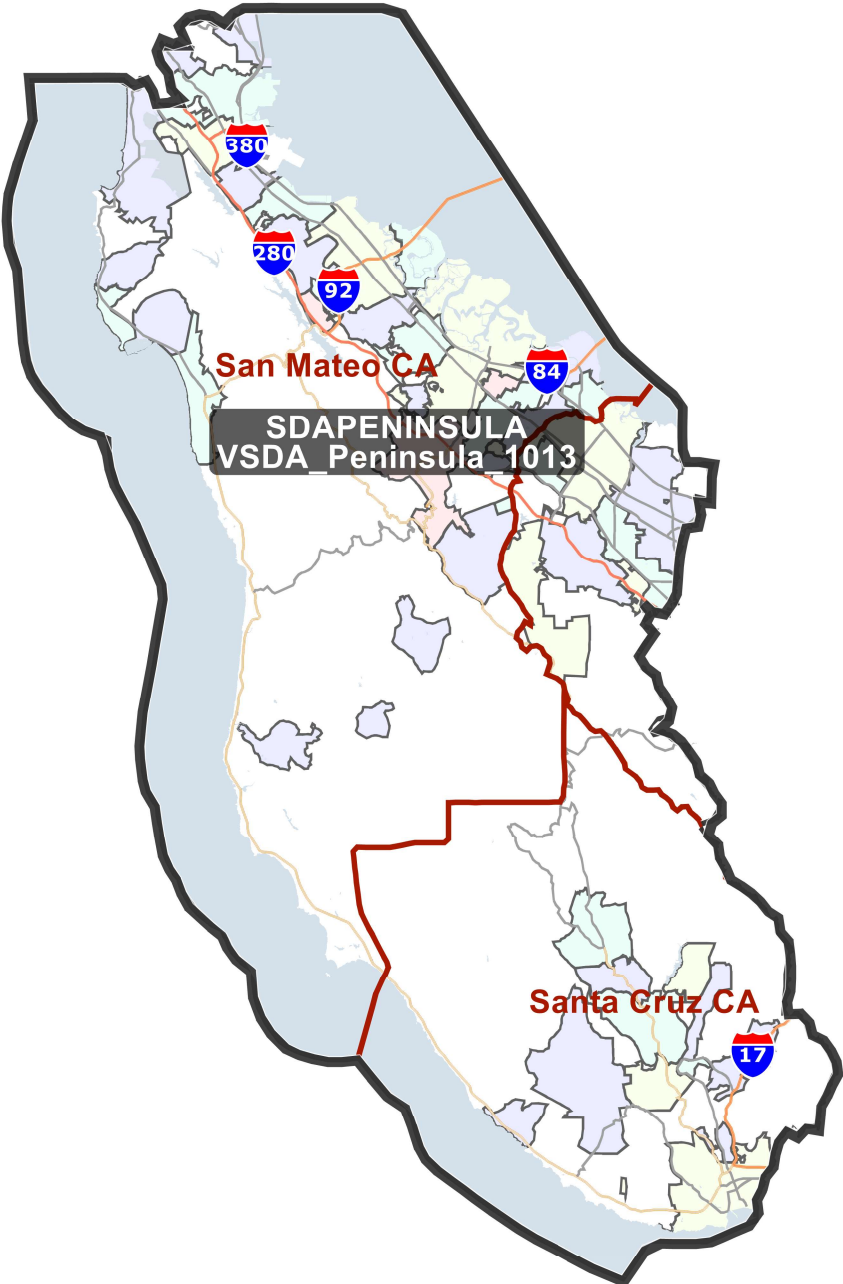 380
280
92
San Mateo CA
84
SDAPENINSULA
VSDA_Peninsula_1013
Santa Cruz CA
17